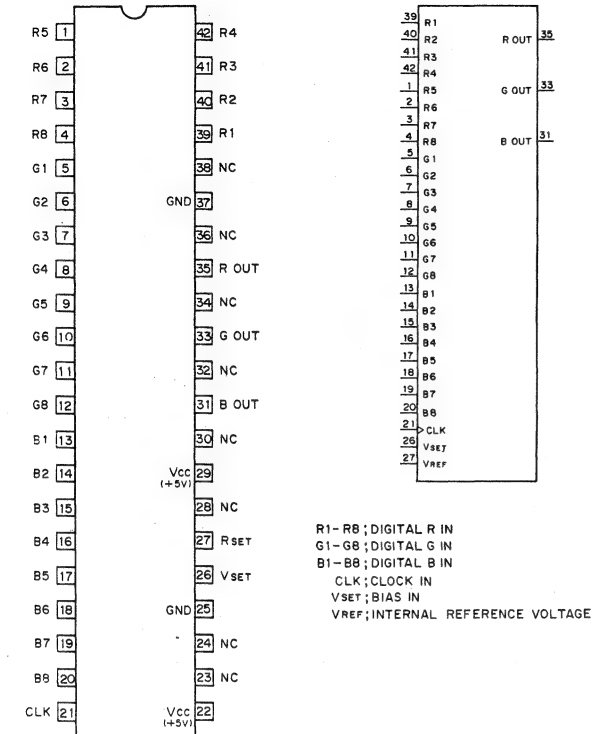 R5 1 42 R4
R6 2 41 R3
R7 3 40 R2
R8 4 39 R1
G1 5 38 NC
G2 6 GND 37
G3 7 36 NC
G4 8 35 R OUT
G5 9 34 NC
G6 10 33 G OUT
G7 11 32 NC
G8 12 31 B OUT
B1 13 30 NC
B2 14 Vcc 29
(+5V)
B3 15 28 NC
B4 16 27 RSET
B5 17 26 VSET
B6 18 GND 25
B7 19 24 NC
B8 20 23 NC
CLK 21 Vcc 22
(+5V)
39 R1
40 R2 R OUT 35
41 R3
42 R4
1 R5 G OUT 33
2 R6
3 R7
4 R8 B OUT 31
5 G1
6 G2
7 G3
8 G4
9 G5
10 G6
11 G7
12 G8
13 B1
14 B2
15 B3
16 B4
17 B5
18 B6
19 B7
20 B8
21 CLK
26 VSET
27 VREF
R1-R8; DIGITAL R IN
G1-G8; DIGITAL G IN
B1-B8; DIGITAL B IN
CLK; CLOCK IN
VSET; BIAS IN
VREF; INTERNAL REFERENCE VOLTAGE